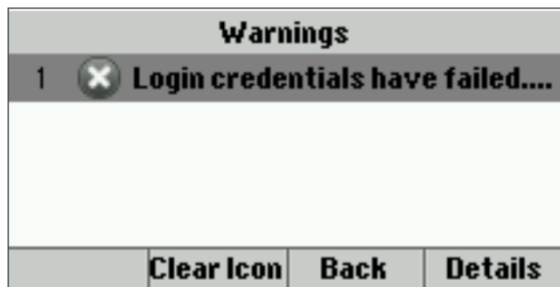 Warnings
1 Login credentials have failed....
Clear Icon Back Details